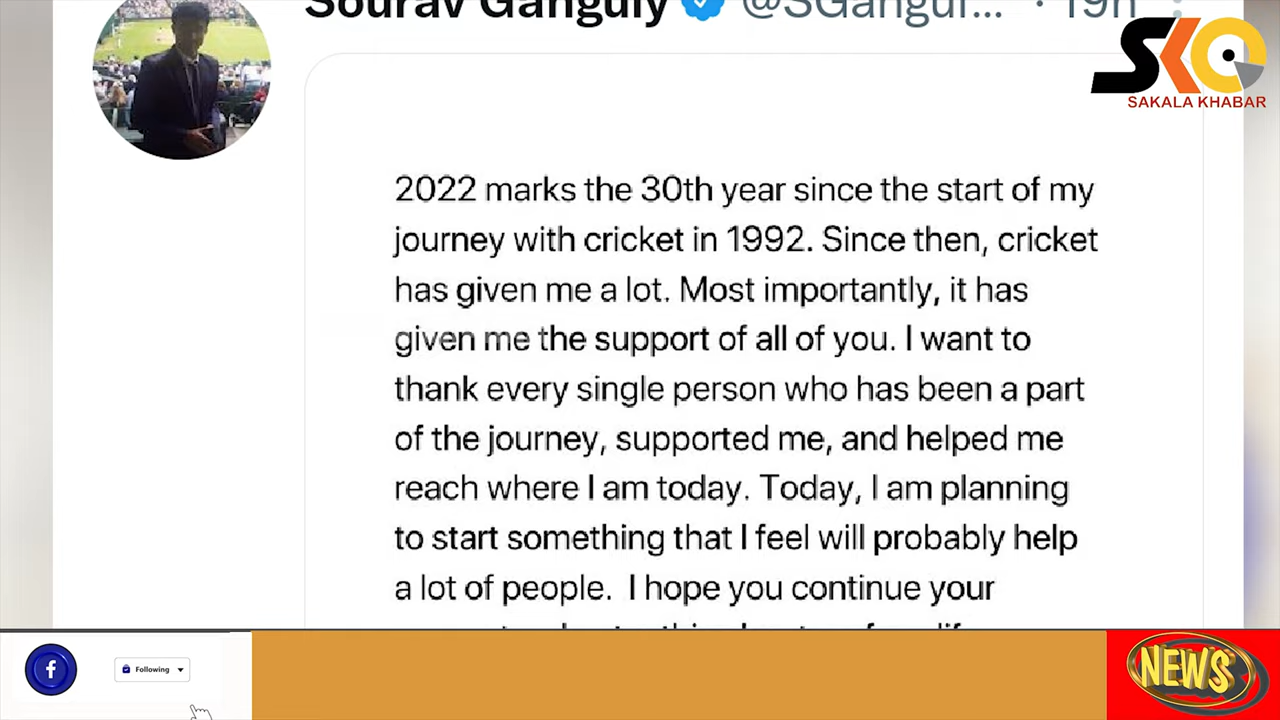 Sourav Ganguly @SGanguf... · 19h
SKC
SAKALA KHABAR
2022 marks the 30th year since the start of my
journey with cricket in 1992. Since then, cricket
has given me a lot. Most importantly, it has
given me the support of all of you. I want to
thank every single person who has been a part
of the journey, supported me, and helped me
reach where I am today. Today, I am planning
to start something that I feel will probably help
a lot of people. I hope you continue your
f
Following
NEWS